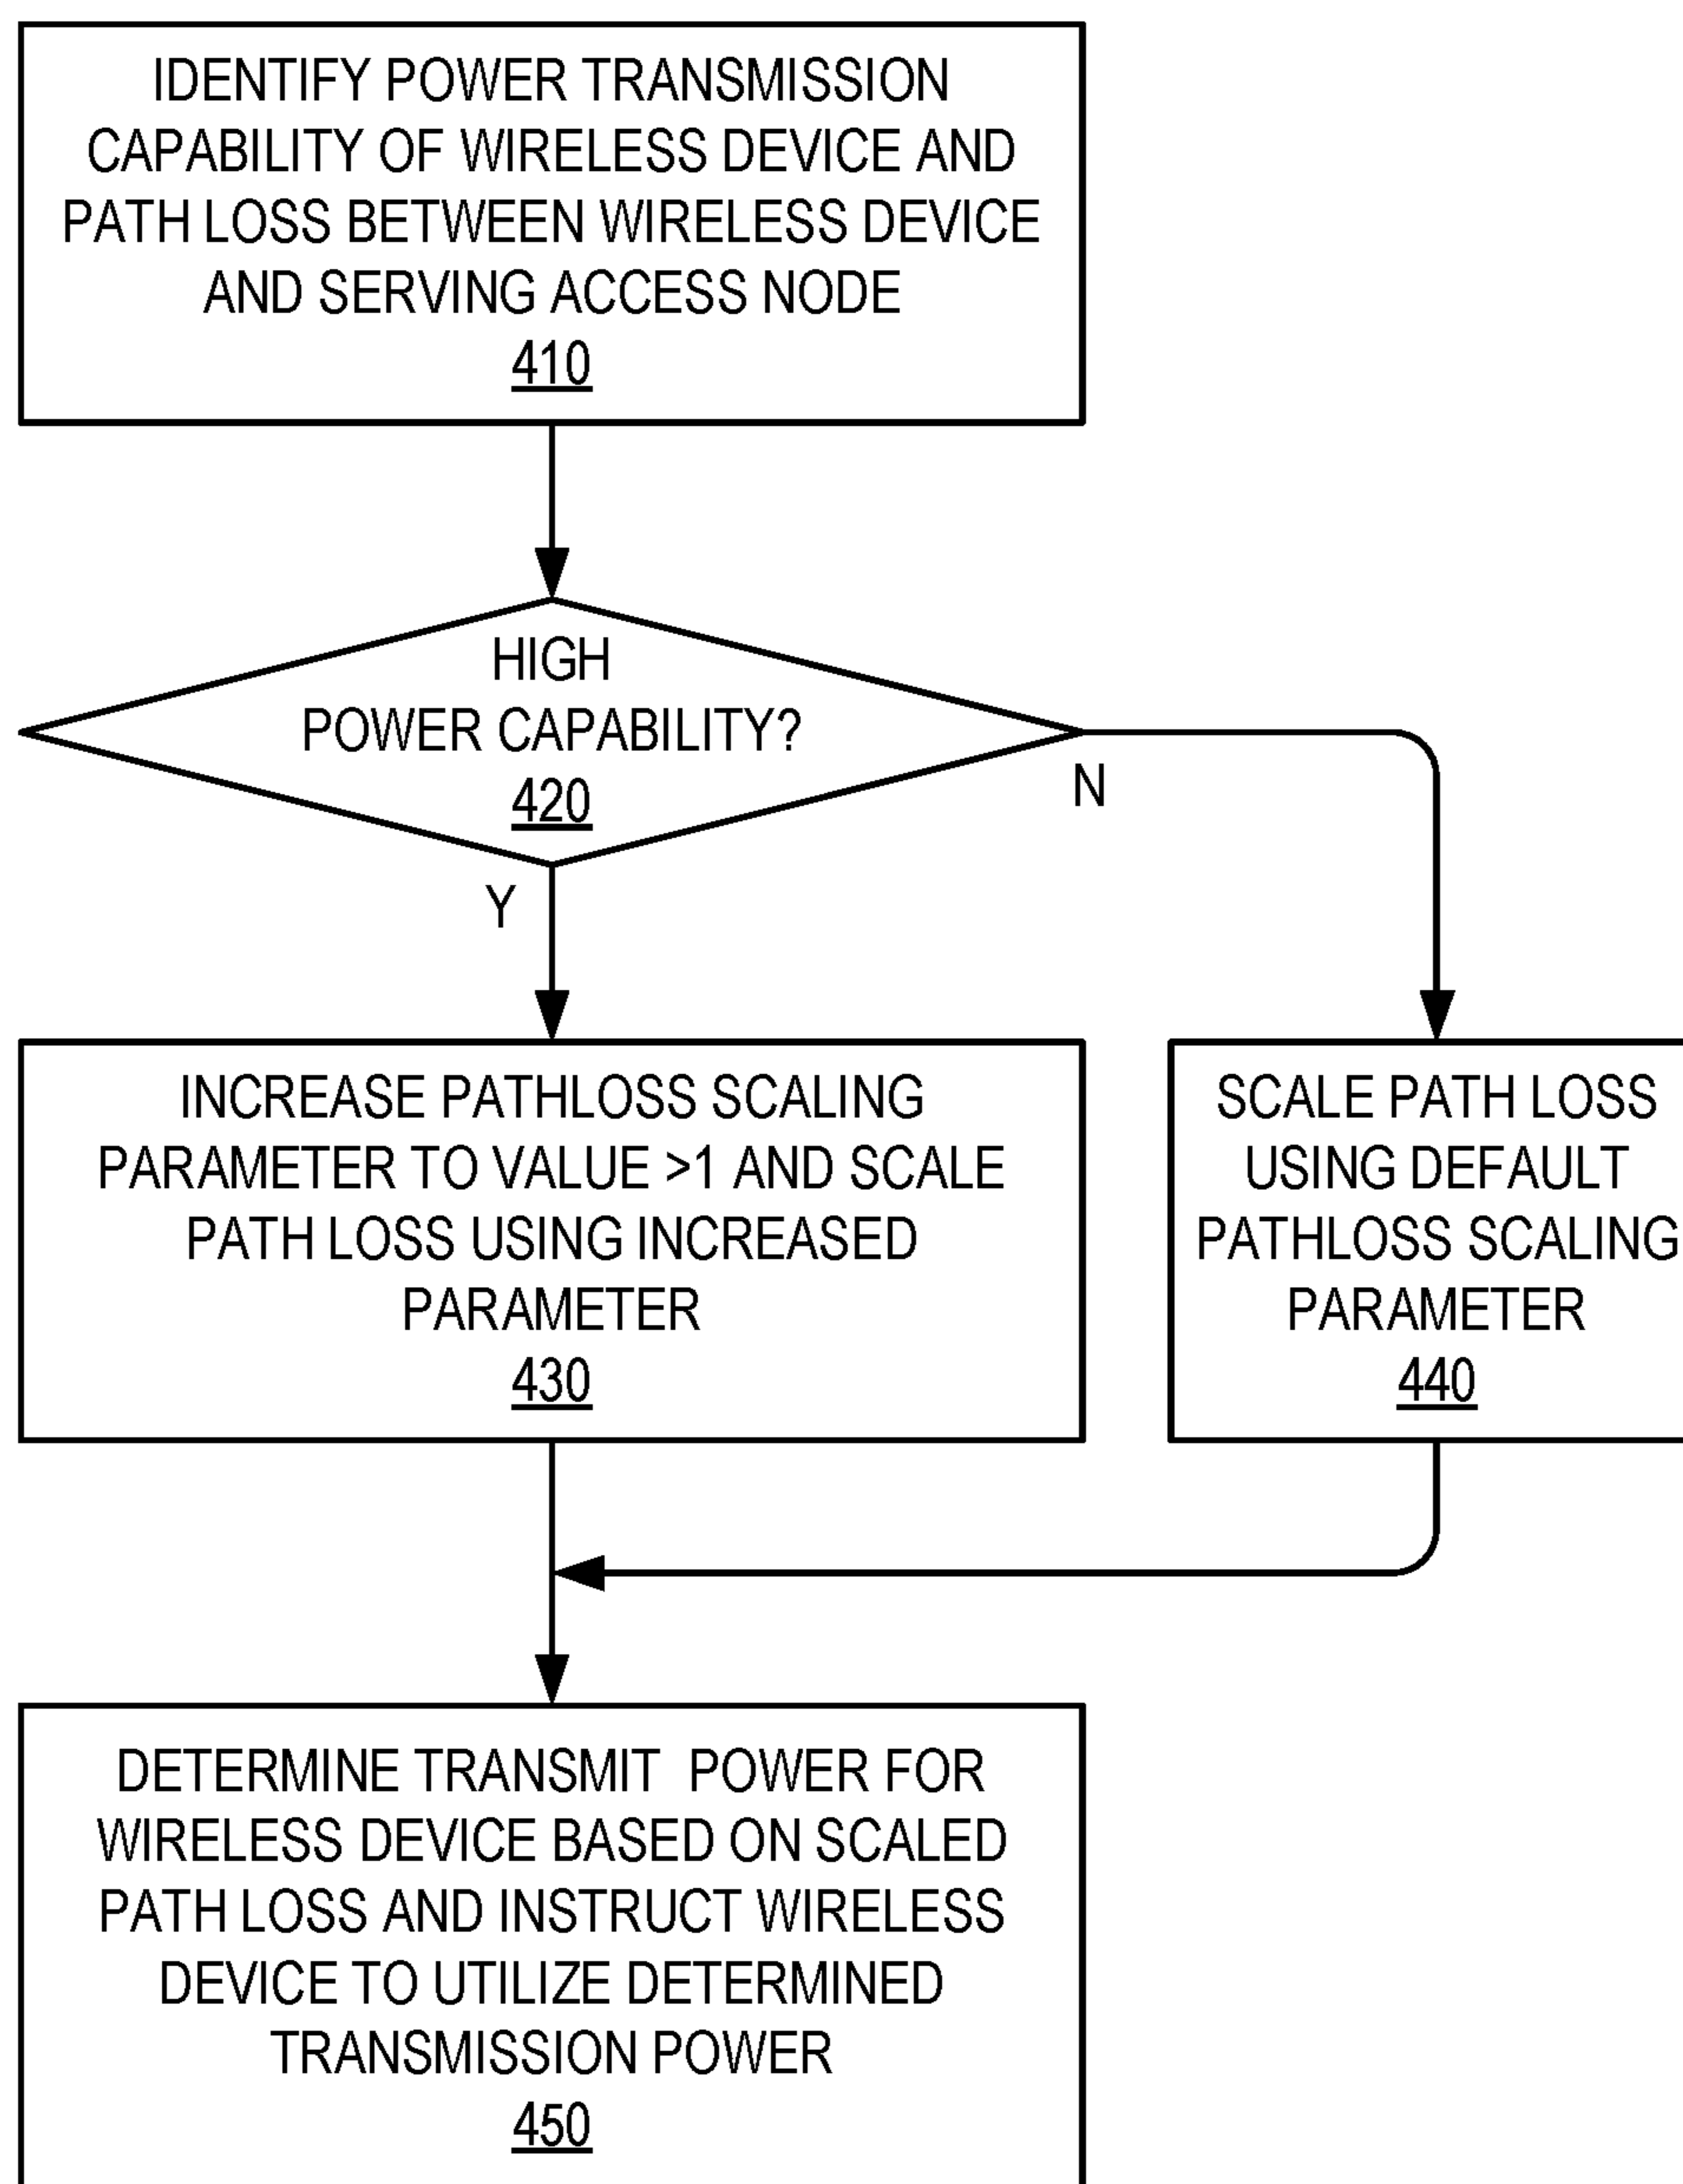 IDENTIFY POWER TRANSMISSION
CAPABILITY OF WIRELESS DEVICE AND
PATH LOSS BETWEEN WIRELESS DEVICE
AND SERVING ACCESS NODE
410
HIGH
POWER CAPABILITY?
420
N
Y
INCREASE PATHLOSS SCALING
PARAMETER TO VALUE >1 AND SCALE
PATH LOSS USING INCREASED
PARAMETER
430
SCALE PATH LOSS
USING DEFAULT
PATHLOSS SCALING
PARAMETER
440
DETERMINE TRANSMIT  POWER FOR
WIRELESS DEVICE BASED ON SCALED
PATH LOSS AND INSTRUCT WIRELESS
DEVICE TO UTILIZE DETERMINED
TRANSMISSION POWER
450